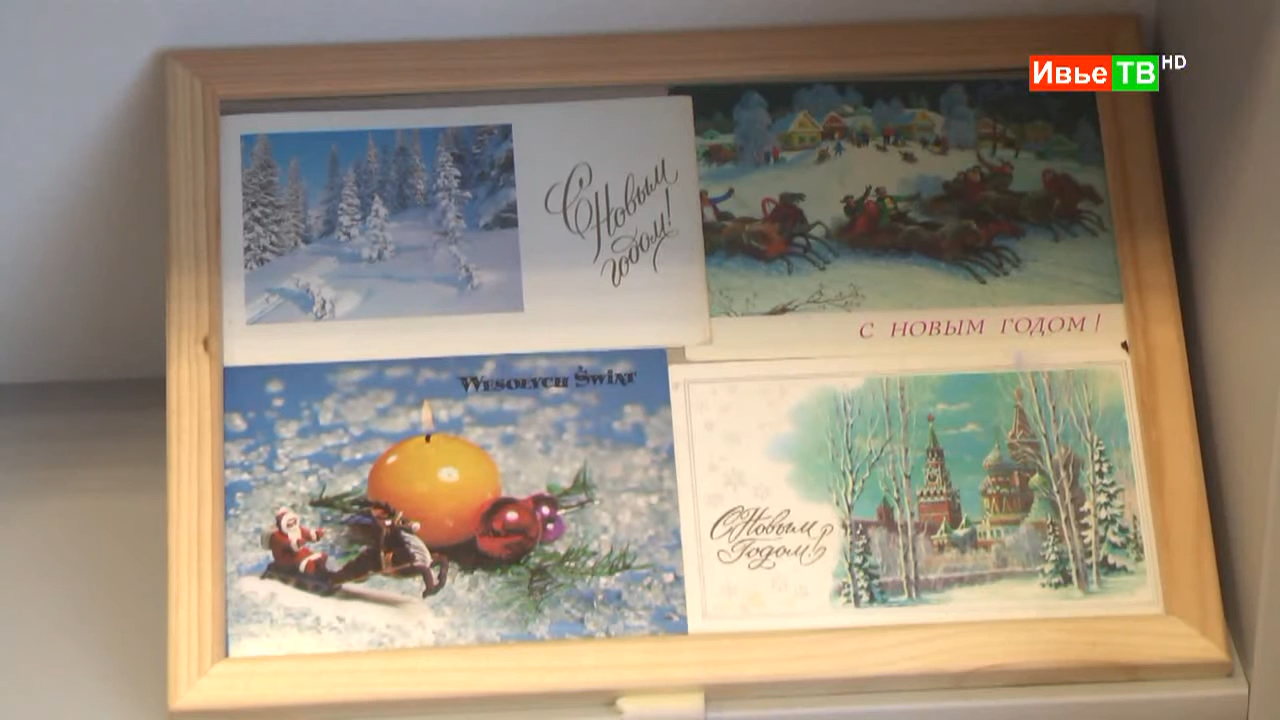 Ивье ТВ HD
С Новым
годом!
С НОВЫМ ГОДОМ!
WESOŁYCH ŚWIĄT
С Новым
Годом!